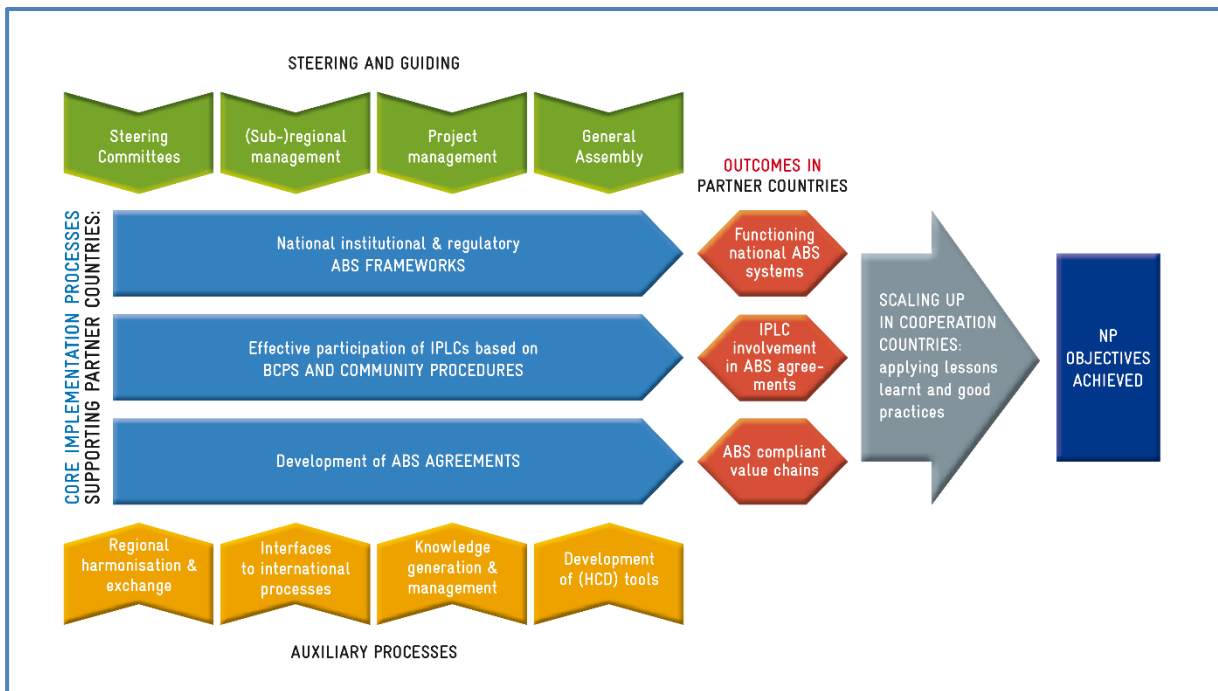 STEERING AND GUIDING
Steering
Committees
(Sub-)regional
management
Project
management
General
Assembly
OUTCOMES IN
PARTNER COUNTRIES
CORE IMPLEMENTATION PROCESSES
SUPPORTING PARTNER COUNTRIES:
National institutional & regulatory
ABS FRAMEWORKS
Functioning
national ABS
systems
Effective participation of IPLCs based on
BCPS AND COMMUNITY PROCEDURES
IPLC
involvement
in ABS agree-
ments
Development of ABS AGREEMENTS
ABS compliant
value chains
SCALING UP
IN COOPERATION
COUNTRIES:
applying lessons
learnt and good
practices
NP
OBJECTIVES
ACHIEVED
Regional
harmonisation &
exchange
Interfaces
to international
processes
Knowledge
generation &
management
Development
of (HCD) tools
AUXILIARY PROCESSES